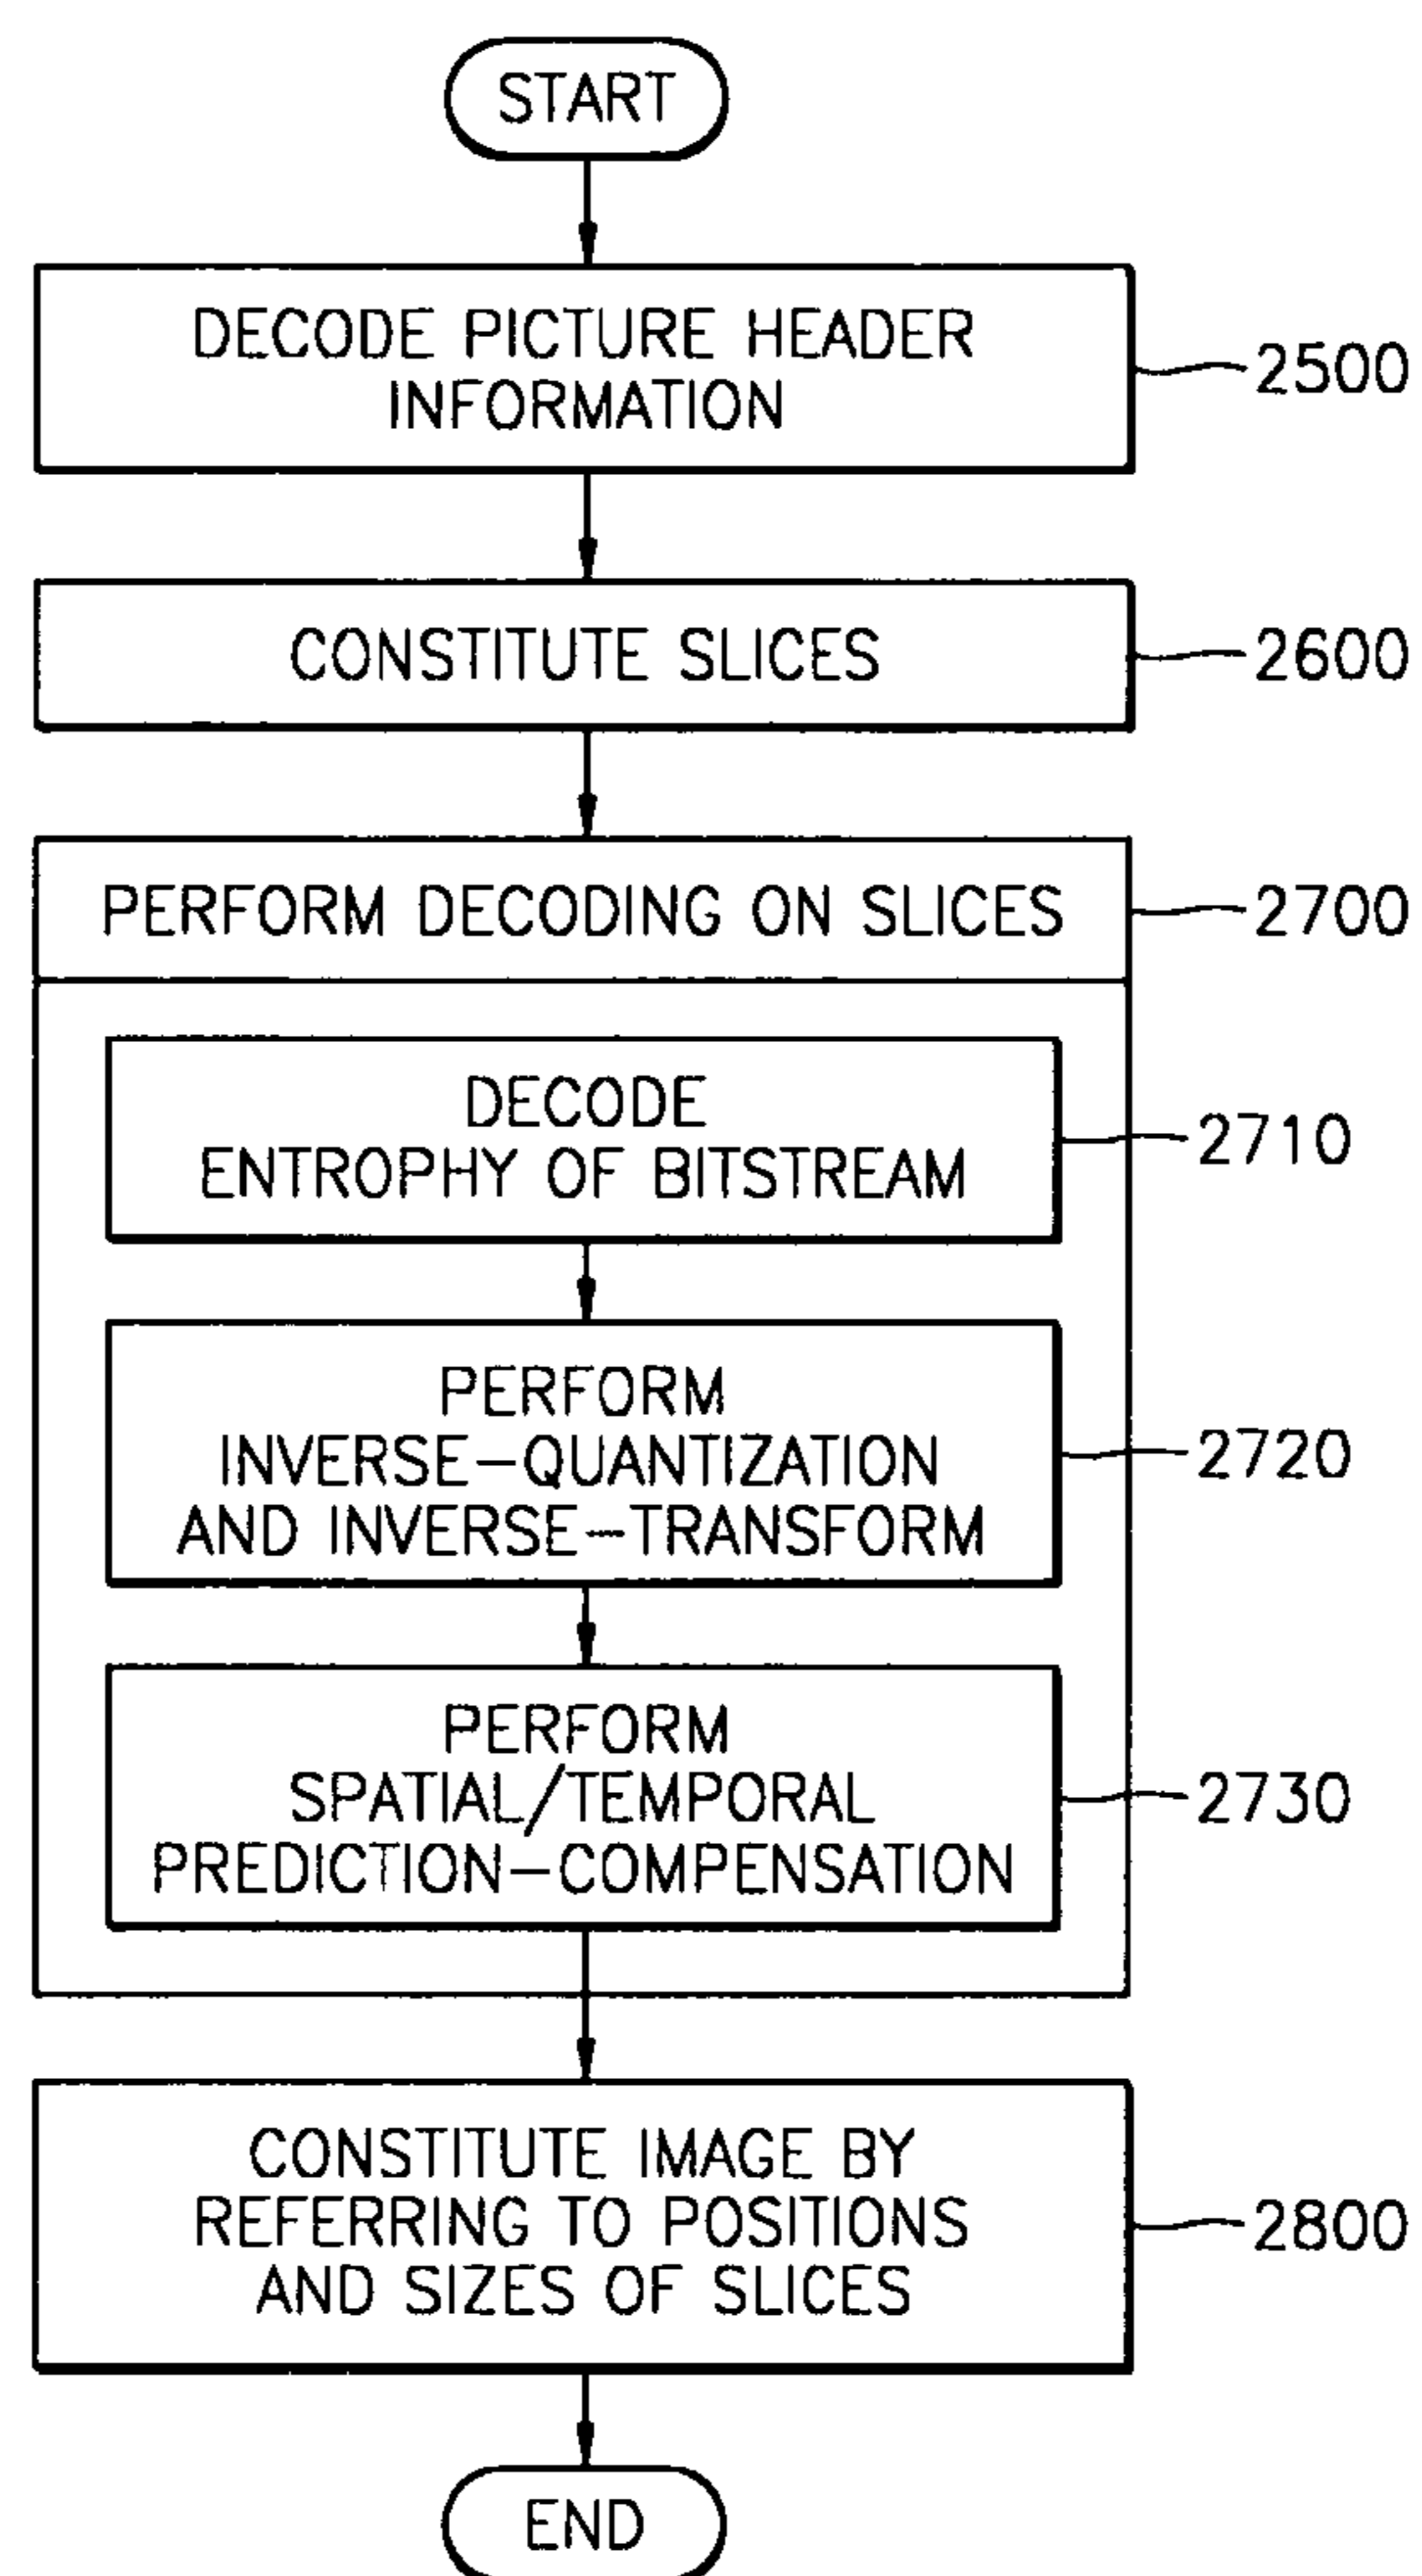 START
DECODE PICTURE HEADER
INFORMATION
2500
CONSTITUTE SLICES
2600
PERFORM DECODING ON SLICES
2700
DECODE
ENTROPHY OF BITSTREAM
2710
PERFORM
INVERSE-QUANTIZATION
AND INVERSE-TRANSFORM
2720
PERFORM
SPATIAL/TEMPORAL
PREDICTION-COMPENSATION
2730
CONSTITUTE IMAGE BY
REFERRING TO POSITIONS
AND SIZES OF SLICES
2800
END